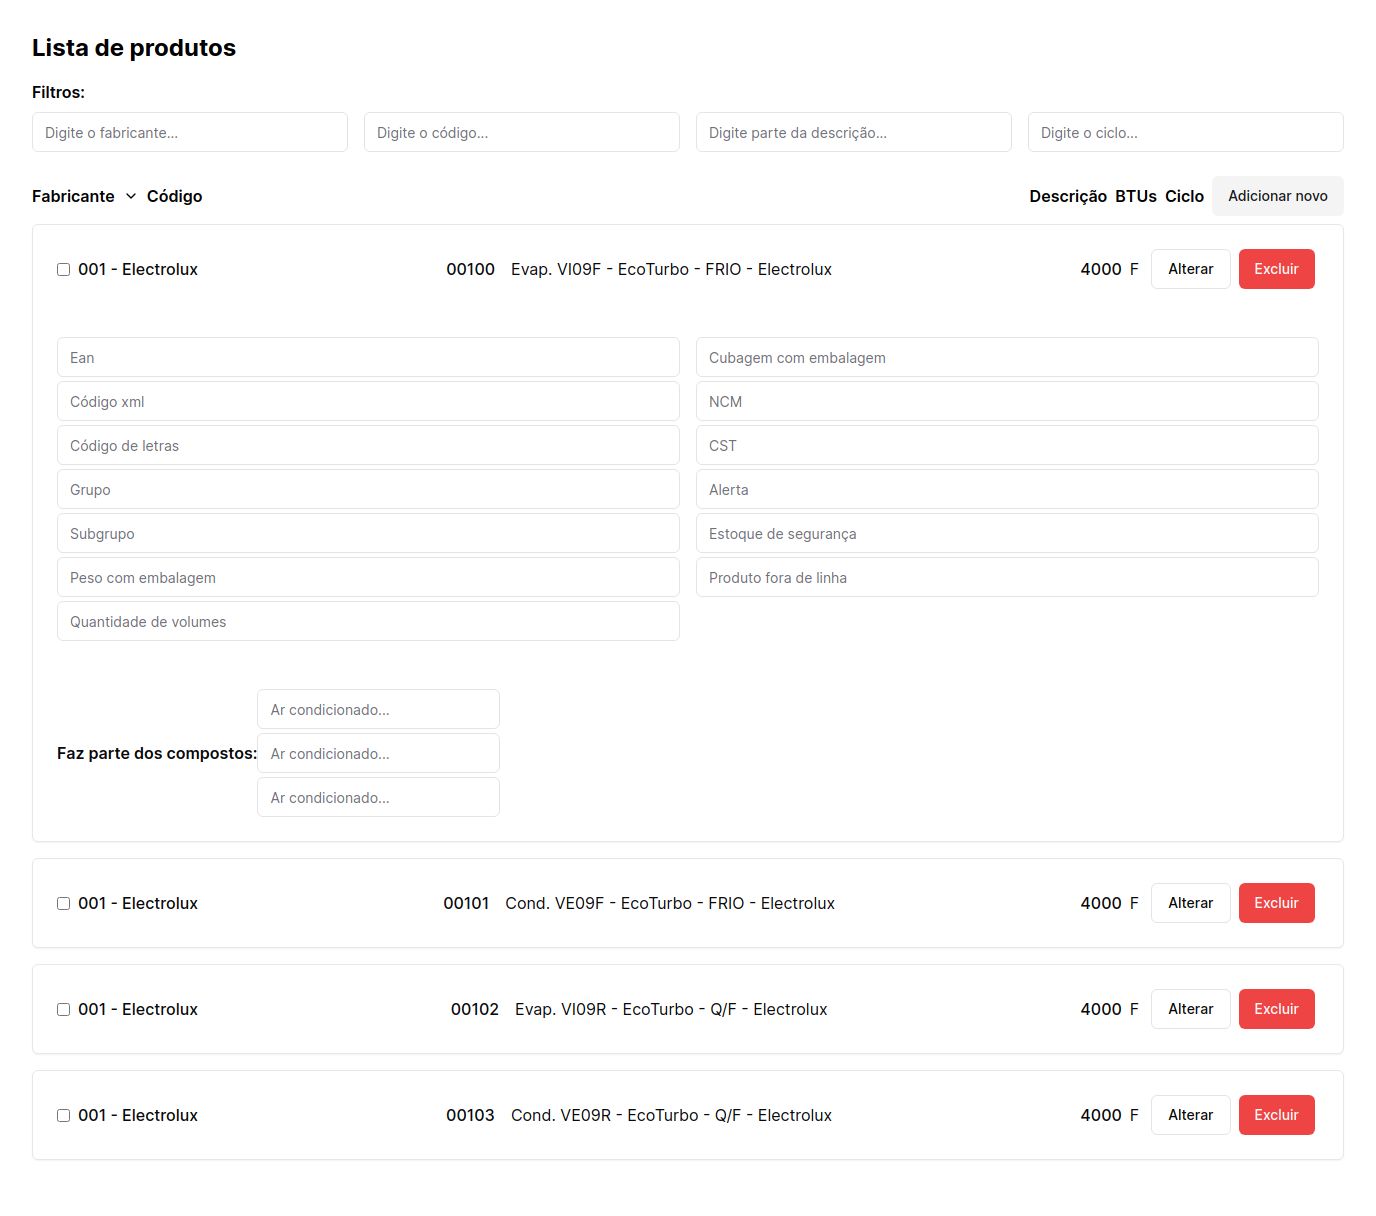 Lista de produtos
Filtros:
Digite o fabricante... Digite o código... Digite parte da descrição... Digite o ciclo...
Fabricante Código Descrição BTUs Ciclo Adicionar novo
001 - Electrolux 00100 Evap. VI09F - EcoTurbo - FRIO - Electrolux 4000 F Alterar Excluir
Ean Cubagem com embalagem
Código xml NCM
Código de letras CST
Grupo Alerta
Subgrupo Estoque de segurança
Peso com embalagem Produto fora de linha
Quantidade de volumes
Ar condicionado...
Faz parte dos compostos: Ar condicionado...
Ar condicionado...
001 - Electrolux 00101 Cond. VE09F - EcoTurbo - FRIO - Electrolux 4000 F Alterar Excluir
001 - Electrolux 00102 Evap. VI09R - EcoTurbo - Q/F - Electrolux 4000 F Alterar Excluir
001 - Electrolux 00103 Cond. VE09R - EcoTurbo - Q/F - Electrolux 4000 F Alterar Excluir